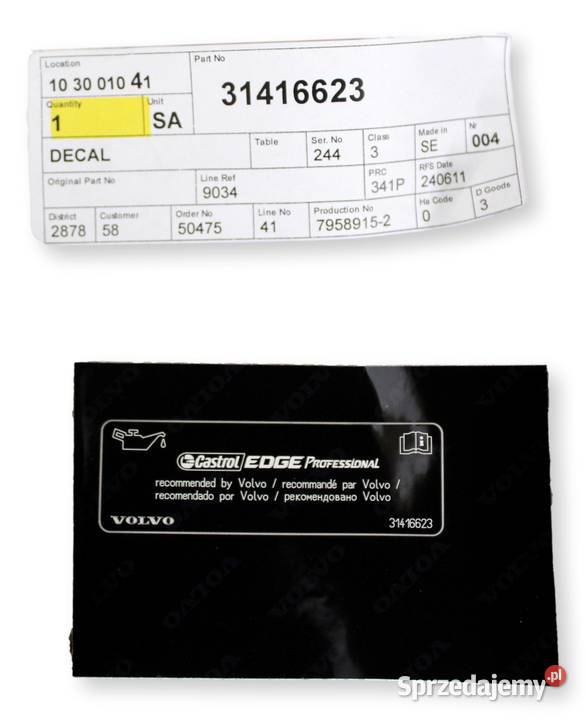 Location
10 30 010 41
Part No
31416623
Quantity
1
Unit
SA
DECAL
Table
Ser. No
244
Class
3
Made in
SE
Nr
004
Original Part No
Line Ref
9034
PRC
341P
RFS Date
240611
District
2878
Customer
58
Order No
50475
Line No
41
Production No
7958915-2
Ha Code
0
D Goods
3
Castrol EDGE PROFESSIONAL
recommended by Volvo / recommandé par Volvo /
recomendado por Volvo / рекомендовано Volvo
VOLVO
31416623
VOLVO
Sprzedajemy.pl